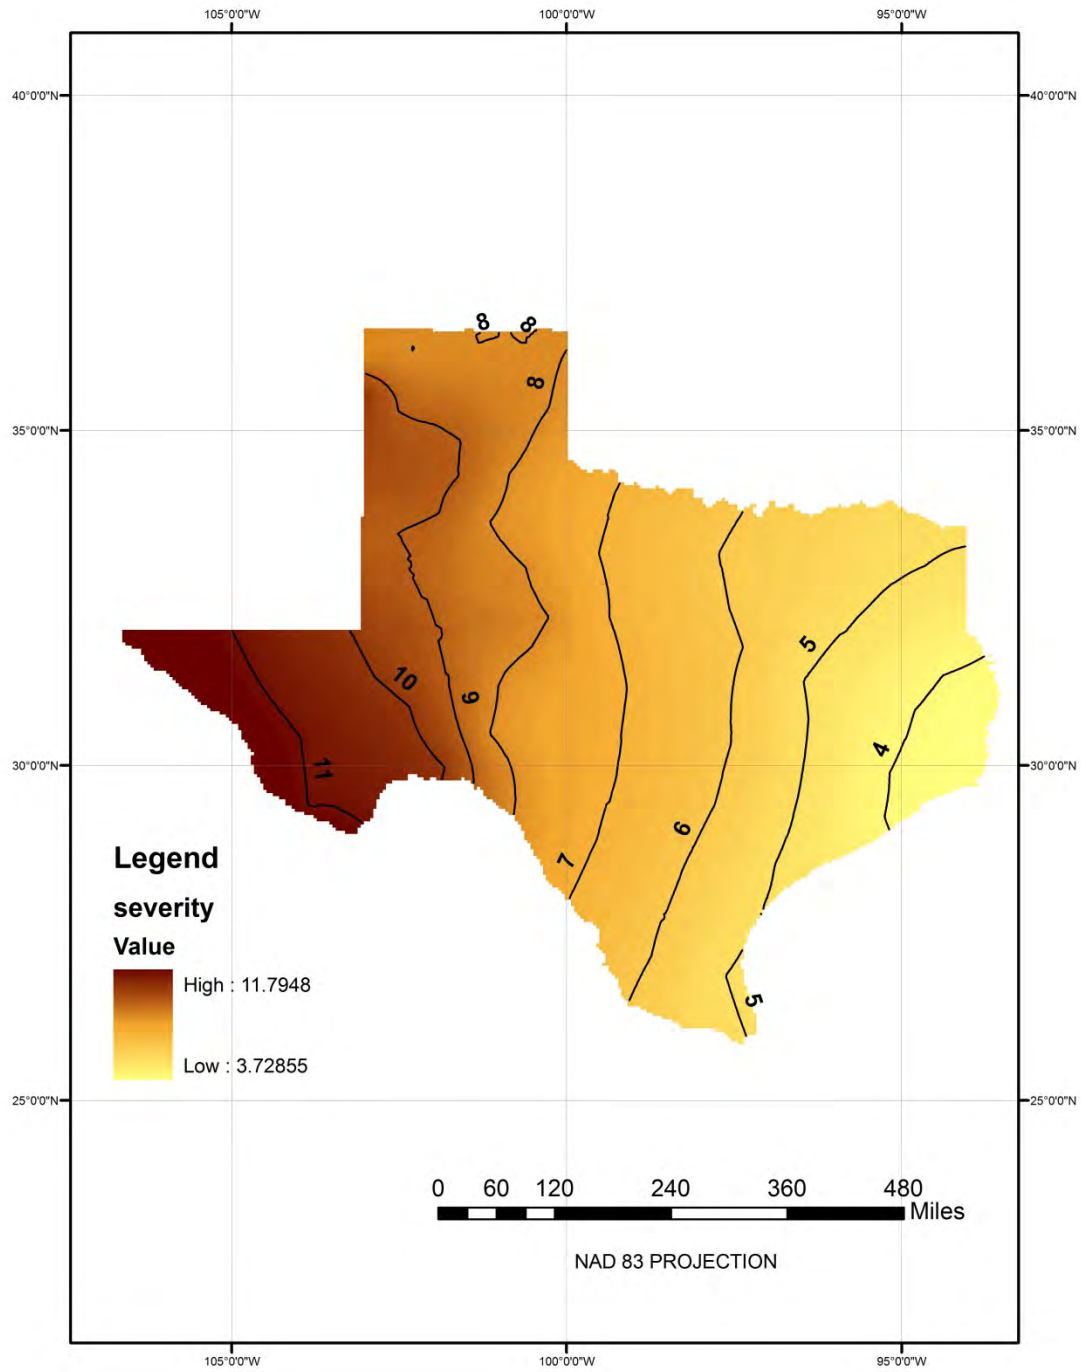 105°0'0"W 100°0'0"W 95°0'0"W
40°0'0"N 40°0'0"N
8 8
8
35°0'0"N 35°0'0"N
5
10
9
4
11
30°0'0"N 30°0'0"N
6
7
Legend
severity
Value
High : 11.7948
5
Low : 3.72855
25°0'0"N 25°0'0"N
0 60 120 240 360 480
Miles
NAD 83 PROJECTION
105°0'0"W 100°0'0"W 95°0'0"W